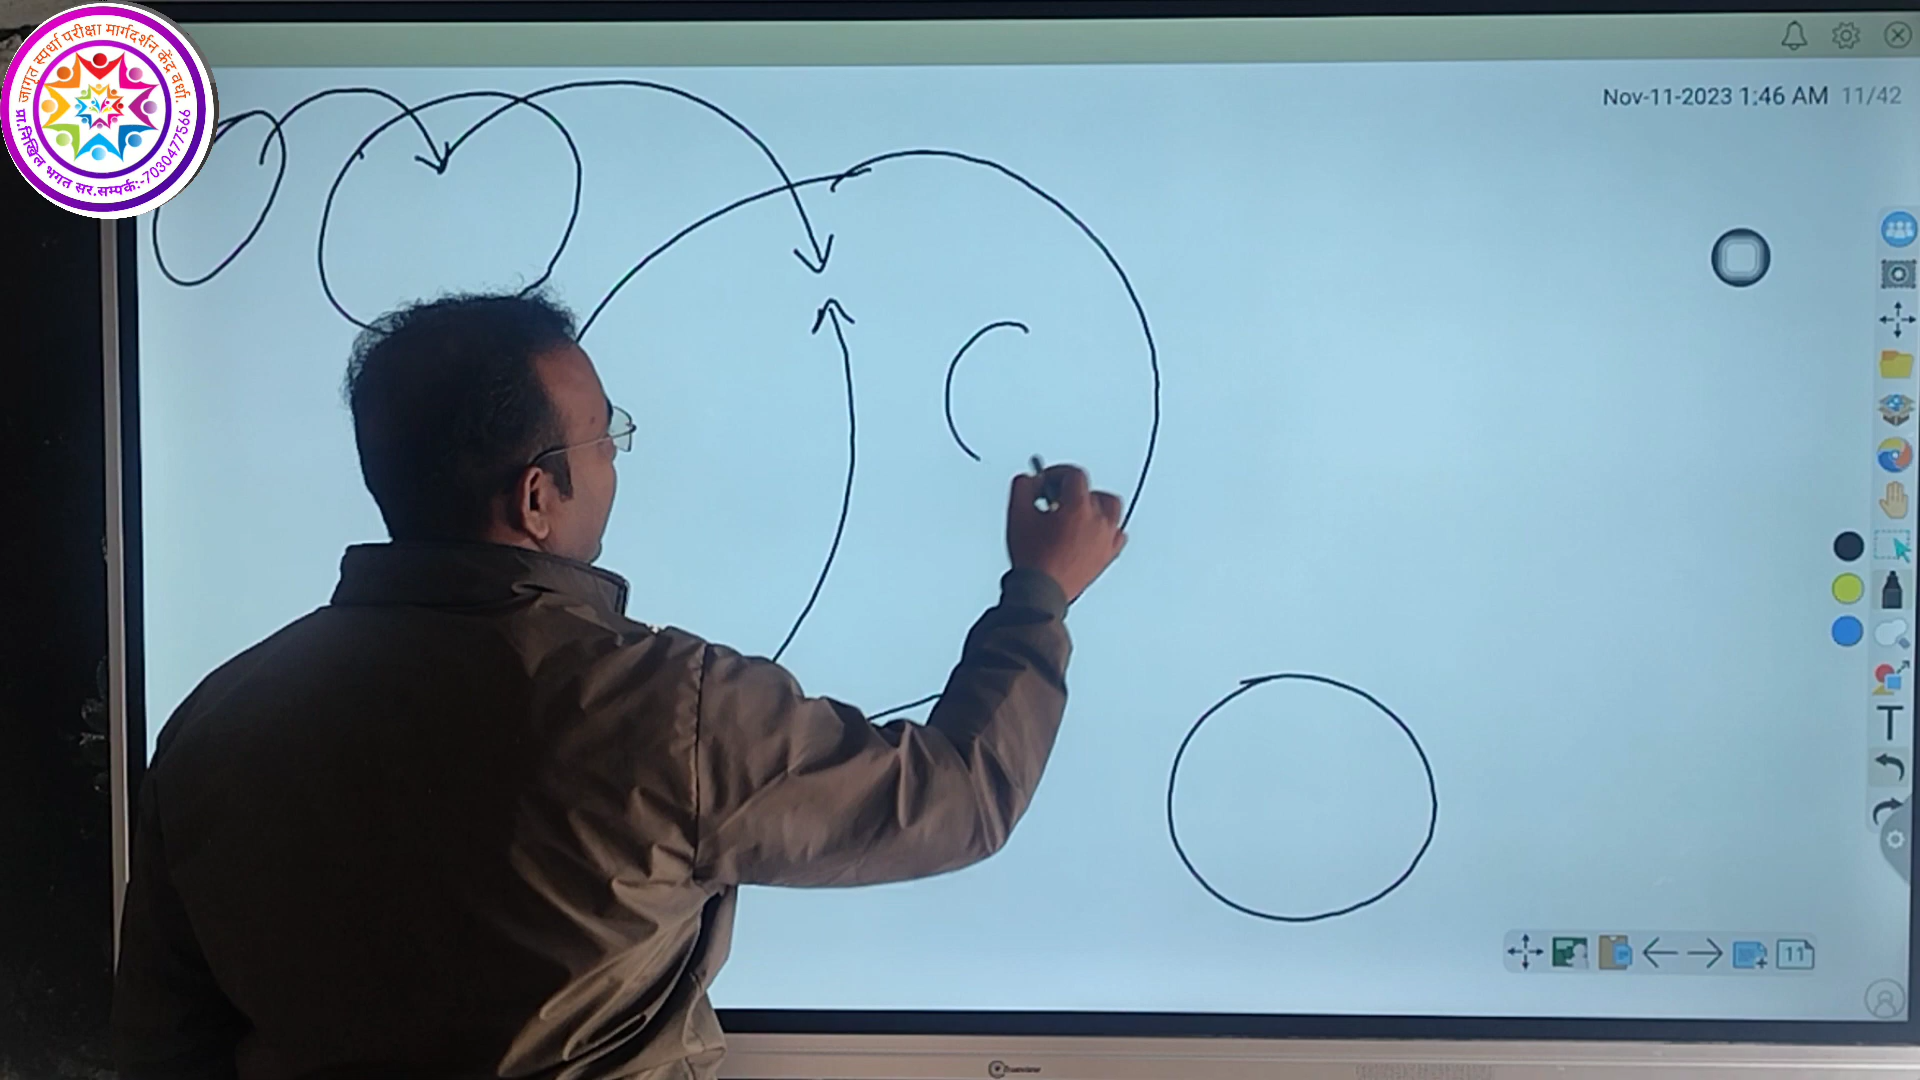 जागृत स्पर्धा परीक्षा मार्गदर्शन केंद्र वर्धा.
प्रा.निखिल भगत सर.सम्पर्क:-7030477566
Nov-11-2023 1:46 AM 11/42
T
11